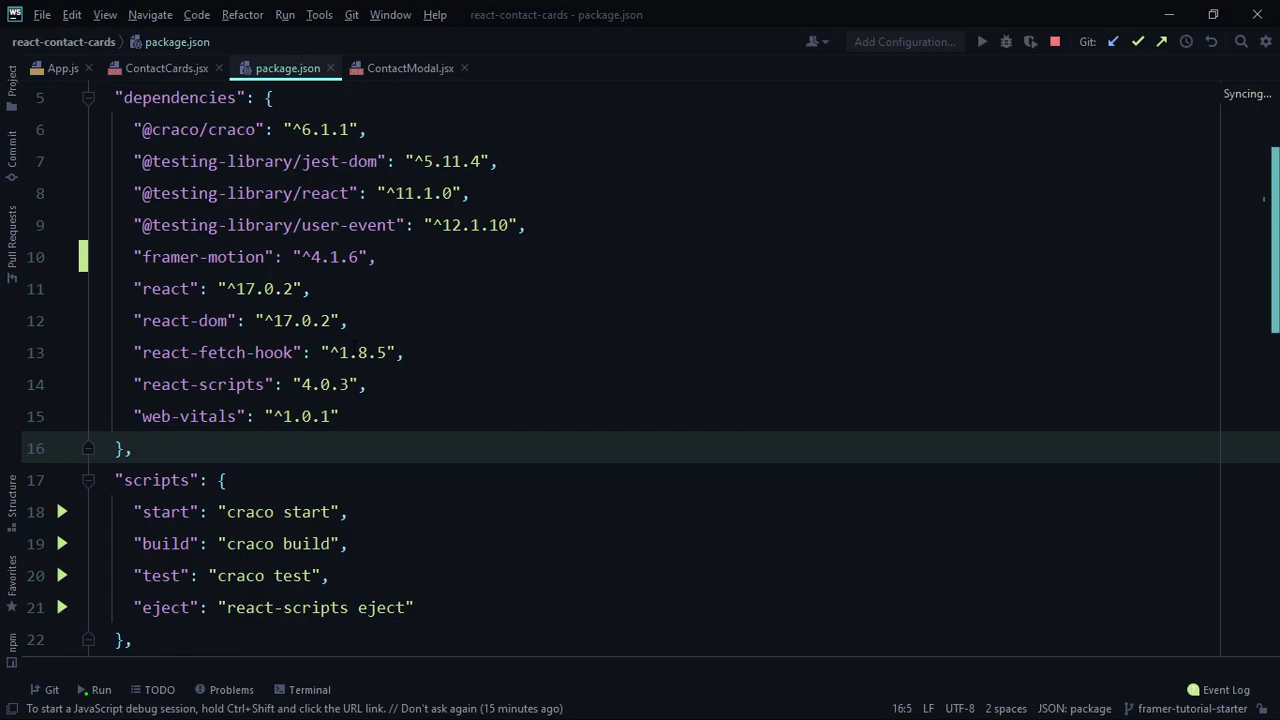 WS File Edit View Navigate Code Refactor Run Tools Git Window Help react-contact-cards - package.json
react-contact-cards package.json Add Configuration... Git:
App.js ContactCards.jsx package.json ContactModal.jsx
Syncing...
Project
Commit
Pull Requests
Structure
Favorites
npm
5 "dependencies": {
6 "@craco/craco": "^6.1.1",
7 "@testing-library/jest-dom": "^5.11.4",
8 "@testing-library/react": "^11.1.0",
9 "@testing-library/user-event": "^12.1.10",
10 "framer-motion": "^4.1.6",
11 "react": "^17.0.2",
12 "react-dom": "^17.0.2",
13 "react-fetch-hook": "^1.8.5",
14 "react-scripts": "4.0.3",
15 "web-vitals": "^1.0.1"
16 },
17 "scripts": {
18 "start": "craco start",
19 "build": "craco build",
20 "test": "craco test",
21 "eject": "react-scripts eject"
22 },
Git Run TODO Problems Terminal Event Log
To start a JavaScript debug session, hold Ctrl+Shift and click the URL link. // Don't ask again (15 minutes ago) 16:5 LF UTF-8 2 spaces JSON: package framer-tutorial-starter